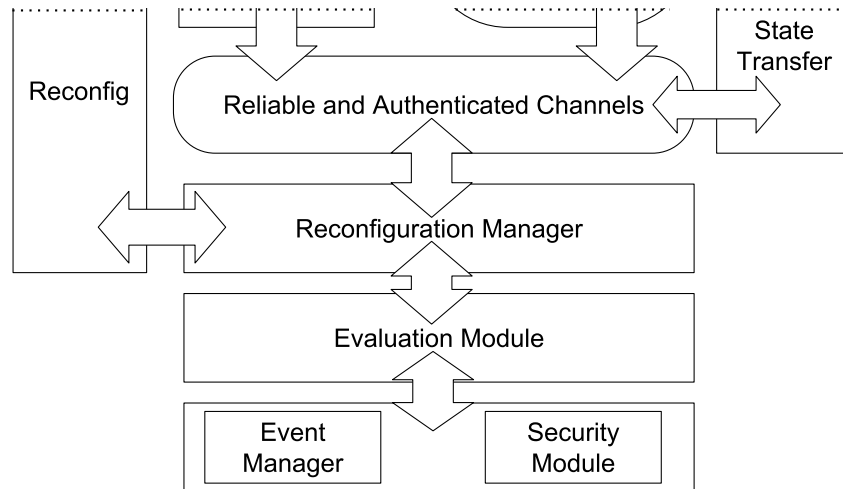 State
Transfer
Reconfig
Reliable and Authenticated Channels
Reconfiguration Manager
Evaluation Module
Event
Manager
Security
Module